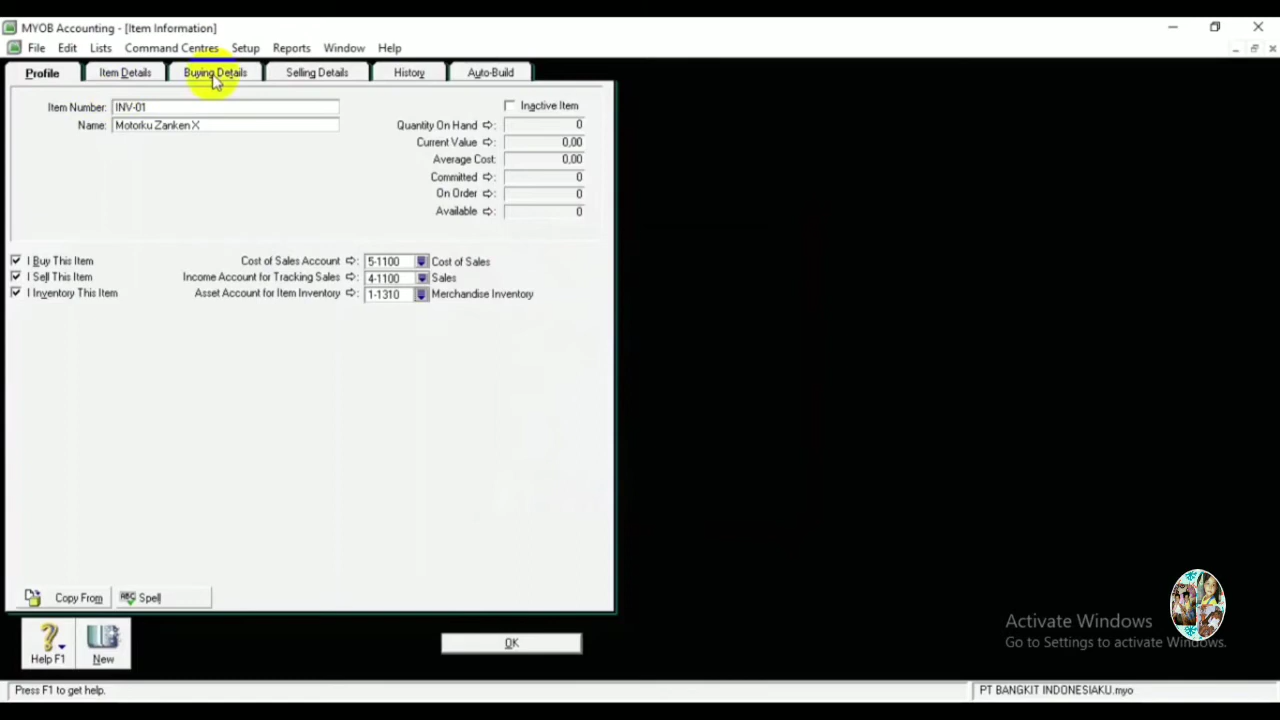 MYOB Accounting - [Item Information]
File Edit Lists Command Centres Setup Reports Window Help
Profile Item Details Buying Details Selling Details History Auto-Build
Item Number: INV-01
Name: Motorku Zanken X
Inactive Item
Quantity On Hand 0
Current Value 0,00
Average Cost: 0,00
Committed 0
On Order 0
Available 0
I Buy This Item Cost of Sales Account 5-1100 Cost of Sales
I Sell This Item Income Account for Tracking Sales 4-1100 Sales
I Inventory This Item Asset Account for Item Inventory 1-1310 Merchandise Inventory
Copy From Spell
Help F1 New OK
Activate Windows
Go to Settings to activate Windows.
Press F1 to get help. PT BANGKIT INDONESIAKU.myo